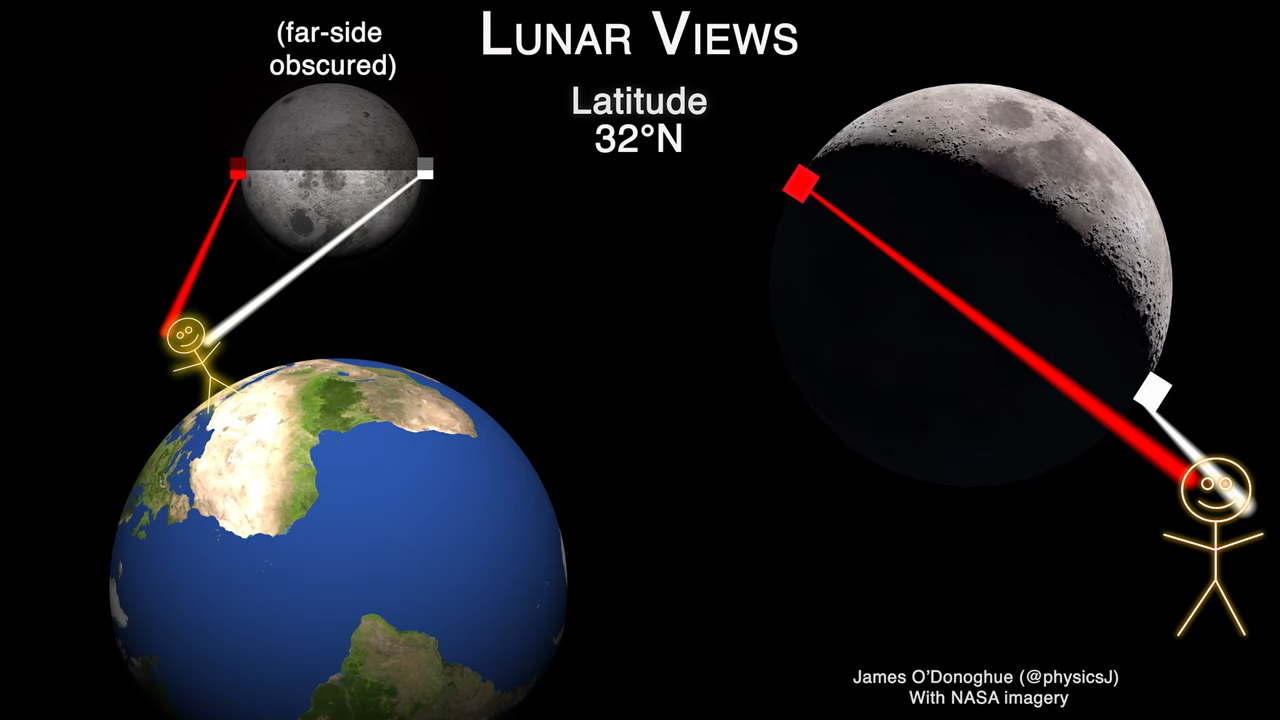 (far-side
obscured)
LUNAR VIEWS
Latitude
32°N
James O'Donoghue (@physicsJ)
With NASA imagery